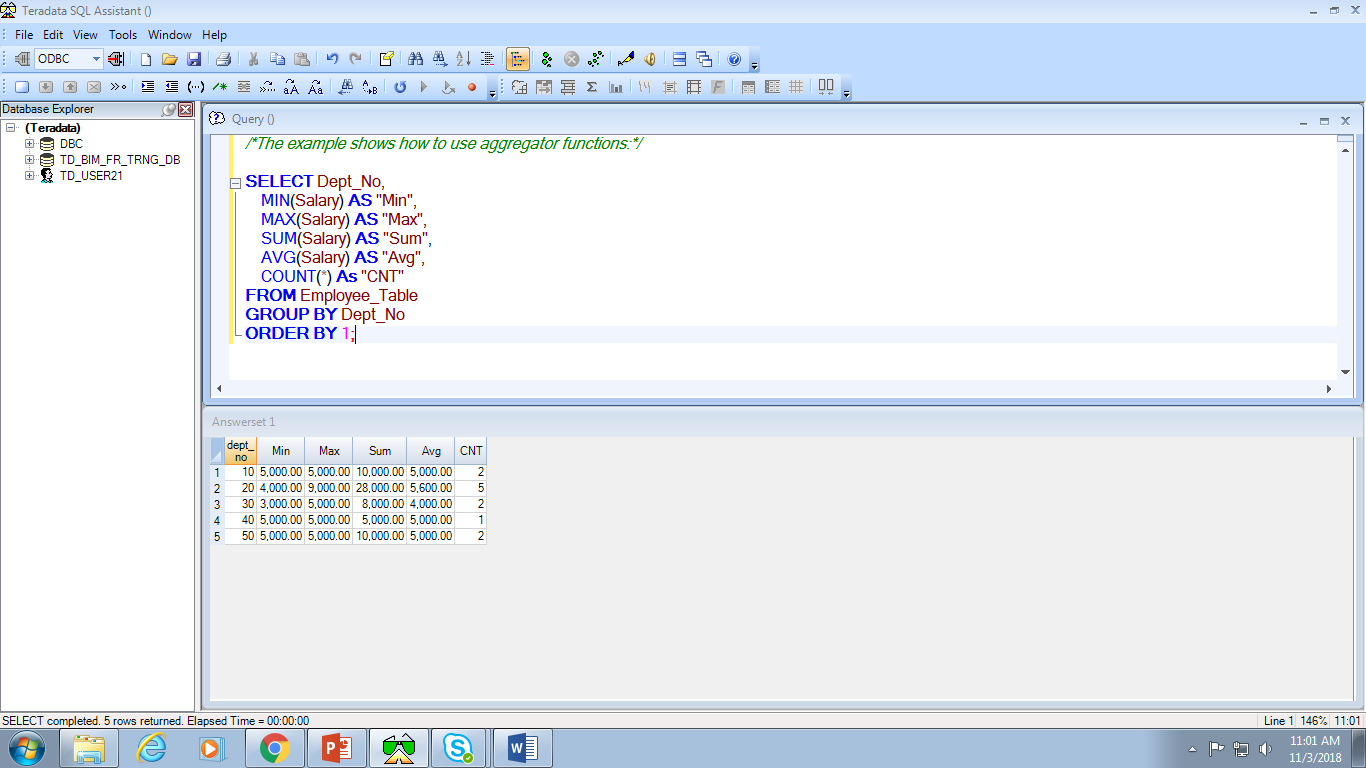 Teradata SQL Assistant ()
File Edit View Tools Window Help
ODBC
Database Explorer
(Teradata)
DBC
TD_BIM_FR_TRNG_DB
TD_USER21
Query ()
/*The example shows how to use aggregator functions:*/
SELECT Dept_No,
MIN(Salary) AS "Min",
MAX(Salary) AS "Max",
SUM(Salary) AS "Sum",
AVG(Salary) AS "Avg",
COUNT(*) As "CNT"
FROM Employee_Table
GROUP BY Dept_No
ORDER BY 1;
Answerset 1
dept_no Min Max Sum Avg CNT
1 10 5,000.00 5,000.00 10,000.00 5,000.00 2
2 20 4,000.00 9,000.00 28,000.00 5,600.00 5
3 30 3,000.00 5,000.00 8,000.00 4,000.00 2
4 40 5,000.00 5,000.00 5,000.00 5,000.00 1
5 50 5,000.00 5,000.00 10,000.00 5,000.00 2
SELECT completed. 5 rows returned. Elapsed Time = 00:00:00
Line 1 146% 11:01
11:01 AM
11/3/2018